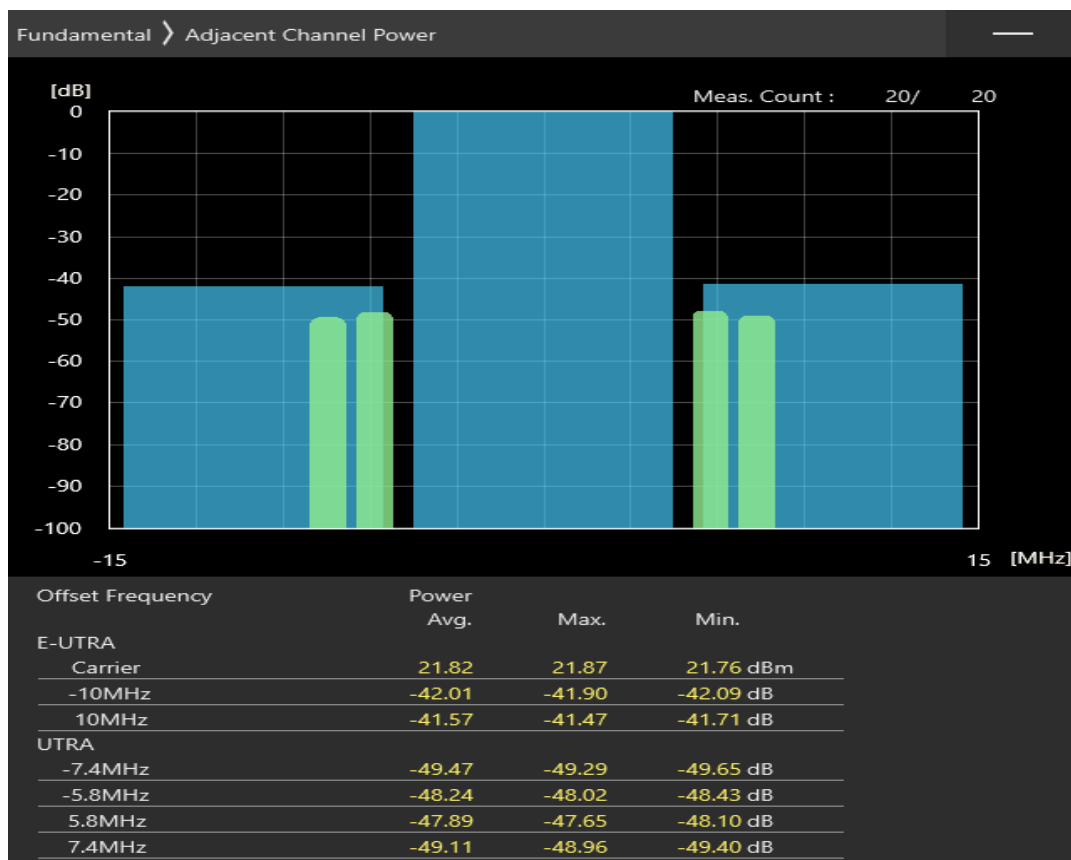 Fundamental ❯ Adjacent Channel Power
[dB]
Meas. Count : 20/ 20
0
-10
-20
-30
-40
-50
-60
-70
-80
-90
-100
-15 15 [MHz]
Offset Frequency Power
Avg. Max. Min.
E-UTRA
Carrier 21.82 21.87 21.76 dBm
-10MHz -42.01 -41.90 -42.09 dB
10MHz -41.57 -41.47 -41.71 dB
UTRA
-7.4MHz -49.47 -49.29 -49.65 dB
-5.8MHz -48.24 -48.02 -48.43 dB
5.8MHz -47.89 -47.65 -48.10 dB
7.4MHz -49.11 -48.96 -49.40 dB